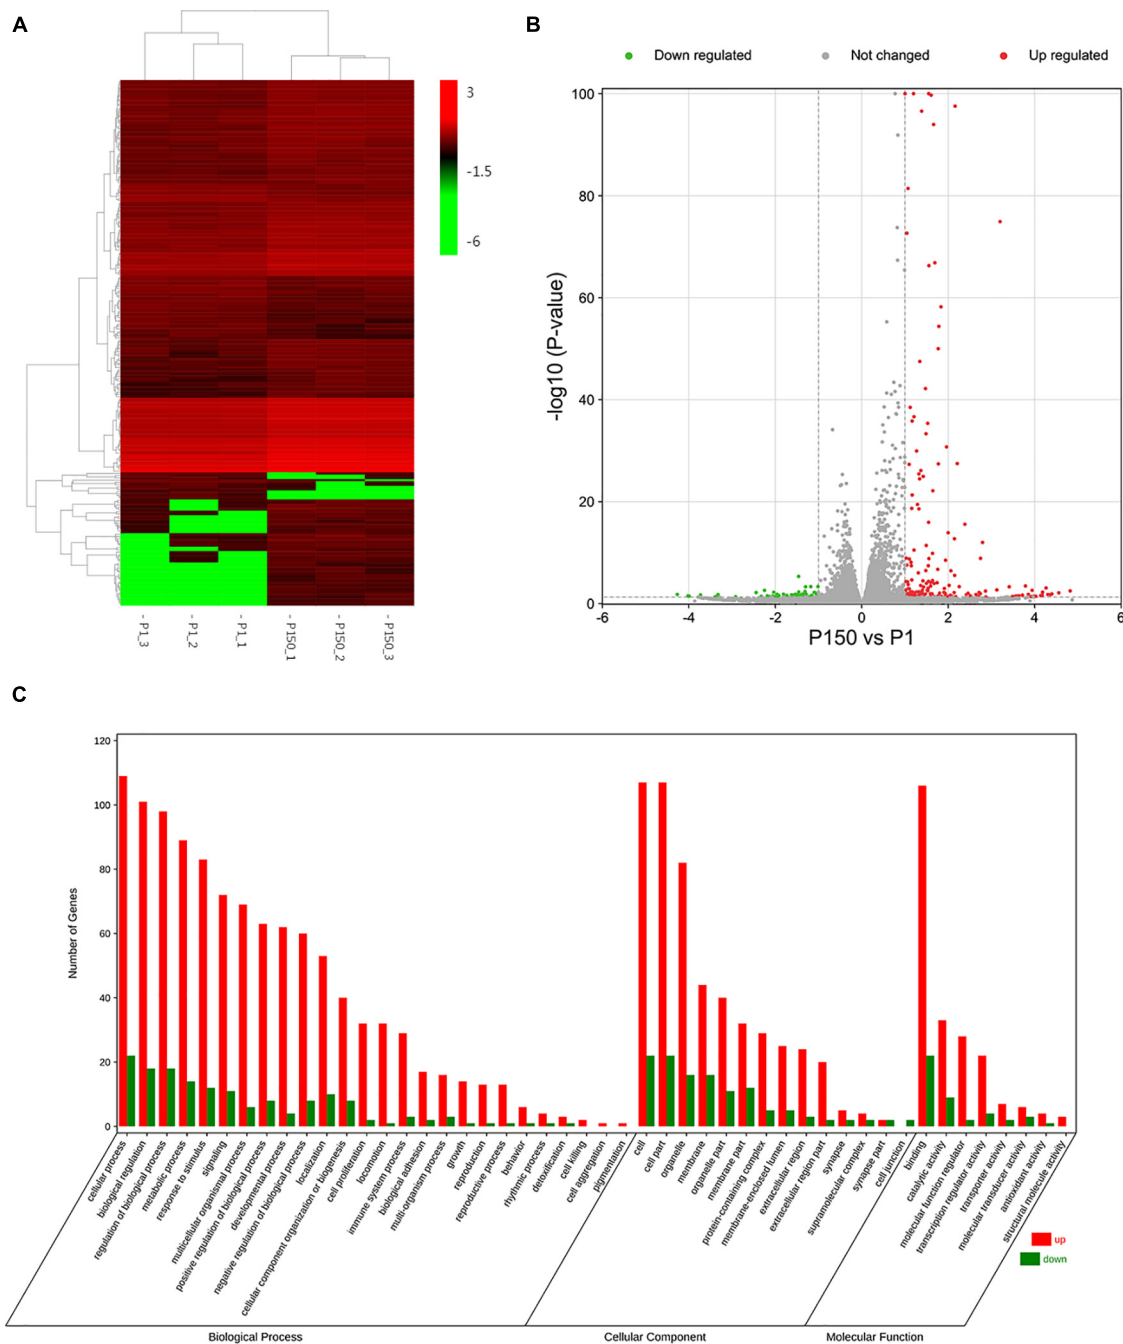 A
3
-1.5
-6
- P1_3
- P1_2
- P1_1
- P150_1
- P150_2
- P150_3
B
Down regulated
Not changed
Up regulated
100
80
60
40
20
0
-log10 (P-value)
-6
-4
-2
0
2
4
6
P150 vs P1
C
120
100
80
60
40
20
0
Number of Genes
cellular process
biological regulation
regulation of biological process
metabolic process
response to stimulus
signaling
multicellular organismal process
positive regulation of biological process
developmental process
negative regulation of biological process
localization
cellular component organization or biogenesis
cell proliferation
locomotion
immune system process
biological adhesion
multi-organism process
growth
reproduction
reproductive process
behavior
rhythmic process
detoxification
cell killing
cell aggregation
pigmentation
cell
cell part
organelle
membrane
organelle part
membrane part
protein-containing complex
membrane-enclosed lumen
extracellular region
extracellular region part
synapse
supramolecular complex
synapse part
cell junction
binding
catalytic activity
molecular function regulator
transcription regulator activity
transporter activity
molecular transducer activity
antioxidant activity
structural molecule activity
up
down
Biological Process
Cellular Component
Molecular Function